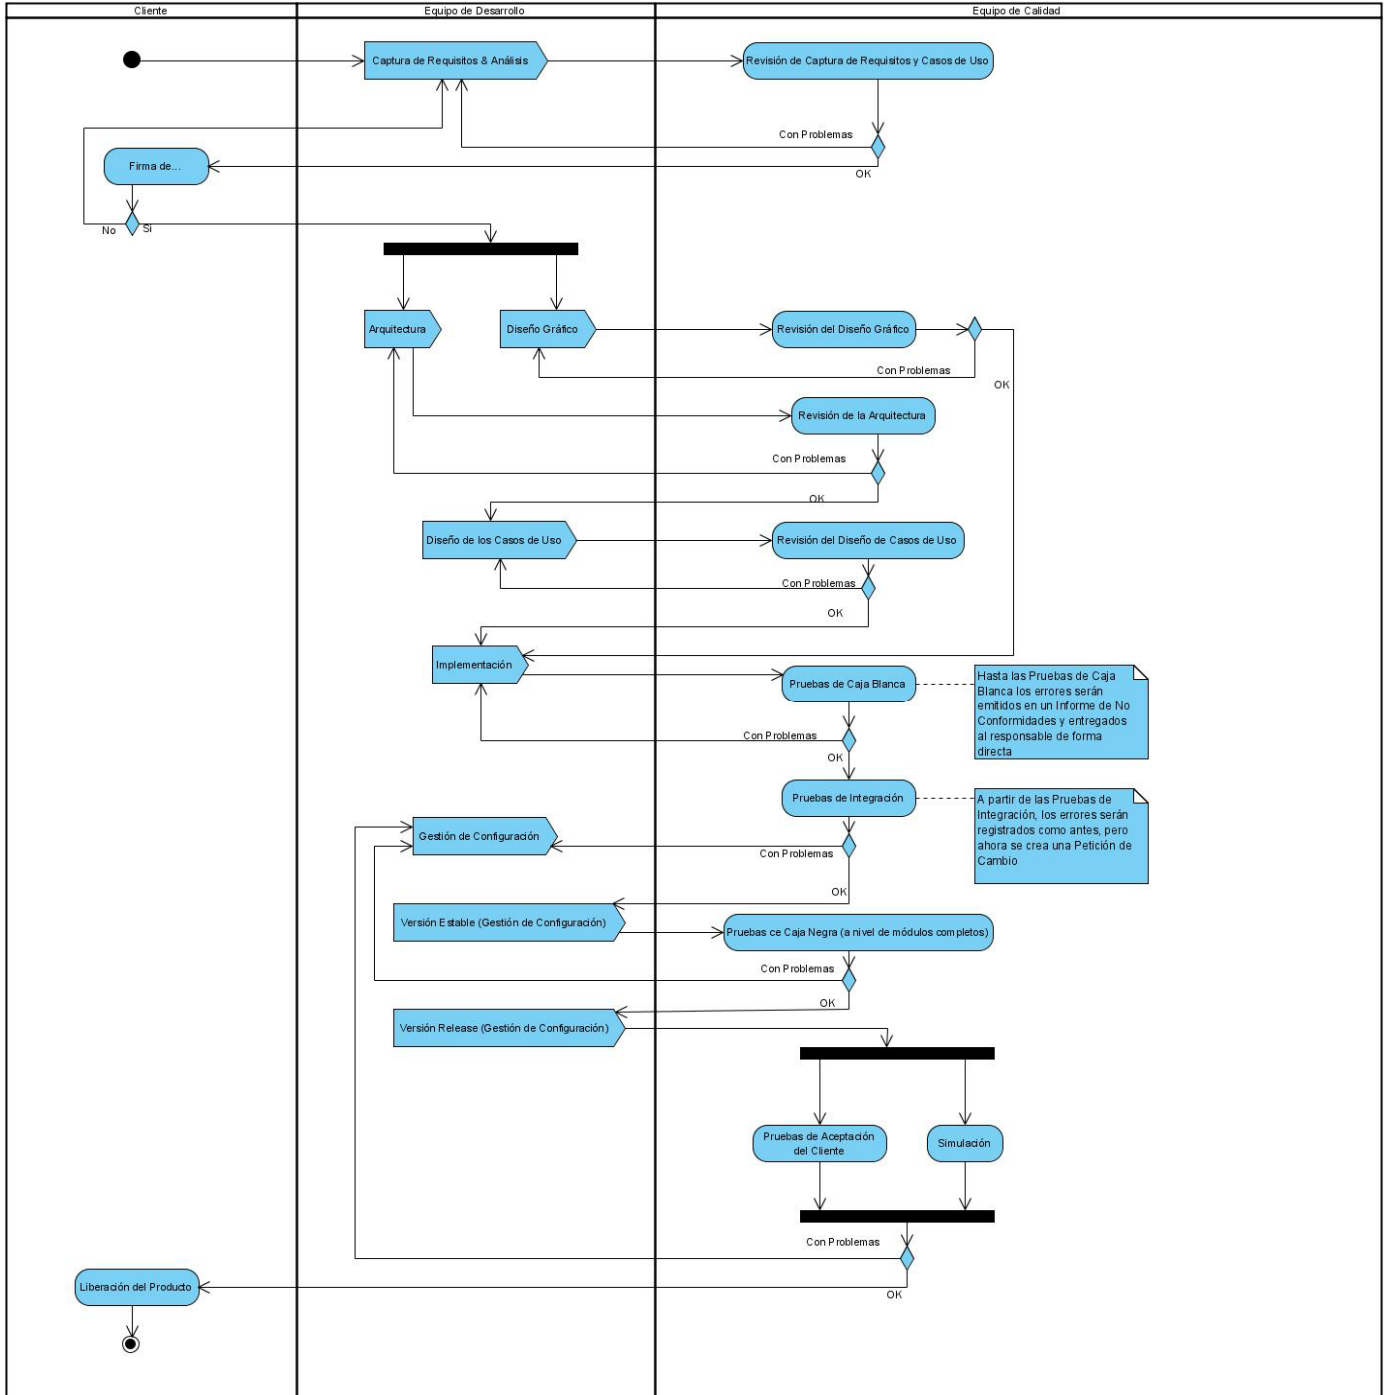 Cliente
Equipo de Desarrollo
Equipo de Calidad
Captura de Requisitos & Análisis
Revisión de Captura de Requisitos y Casos de Uso
Con Problemas
OK
Firma de...
No
Si
Arquitectura
Diseño Gráfico
Revisión del Diseño Gráfico
Con Problemas
OK
Revisión de la Arquitectura
Con Problemas
OK
Diseño de los Casos de Uso
Revisión del Diseño de Casos de Uso
Con Problemas
OK
Implementación
Pruebas de Caja Blanca
Hasta las Pruebas de Caja
Blanca los errores serán
emitidos en un Informe de No
Conformidades y entregados
al responsable de forma
directa
Con Problemas
OK
Pruebas de Integración
A partir de las Pruebas de
Integración, los errores serán
registrados como antes, pero
ahora se crea una Petición de
Cambio
Gestión de Configuración
Con Problemas
OK
Versión Estable (Gestión de Configuración)
Pruebas ce Caja Negra (a nivel de módulos completos)
Con Problemas
OK
Versión Release (Gestión de Configuración)
Pruebas de Aceptación
del Cliente
Simulación
Con Problemas
OK
Liberación del Producto